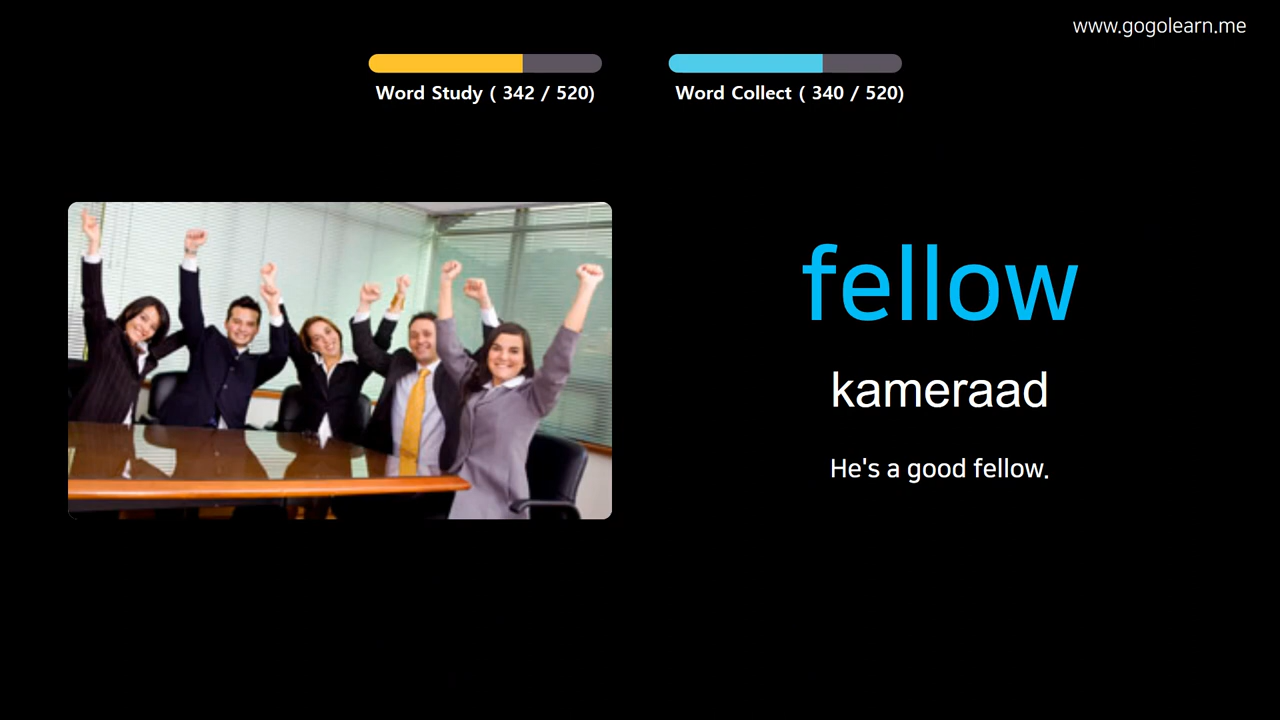 www.gogolearn.me
Word Study ( 342 / 520)
Word Collect ( 340 / 520)
fellow
kameraad
He's a good fellow.